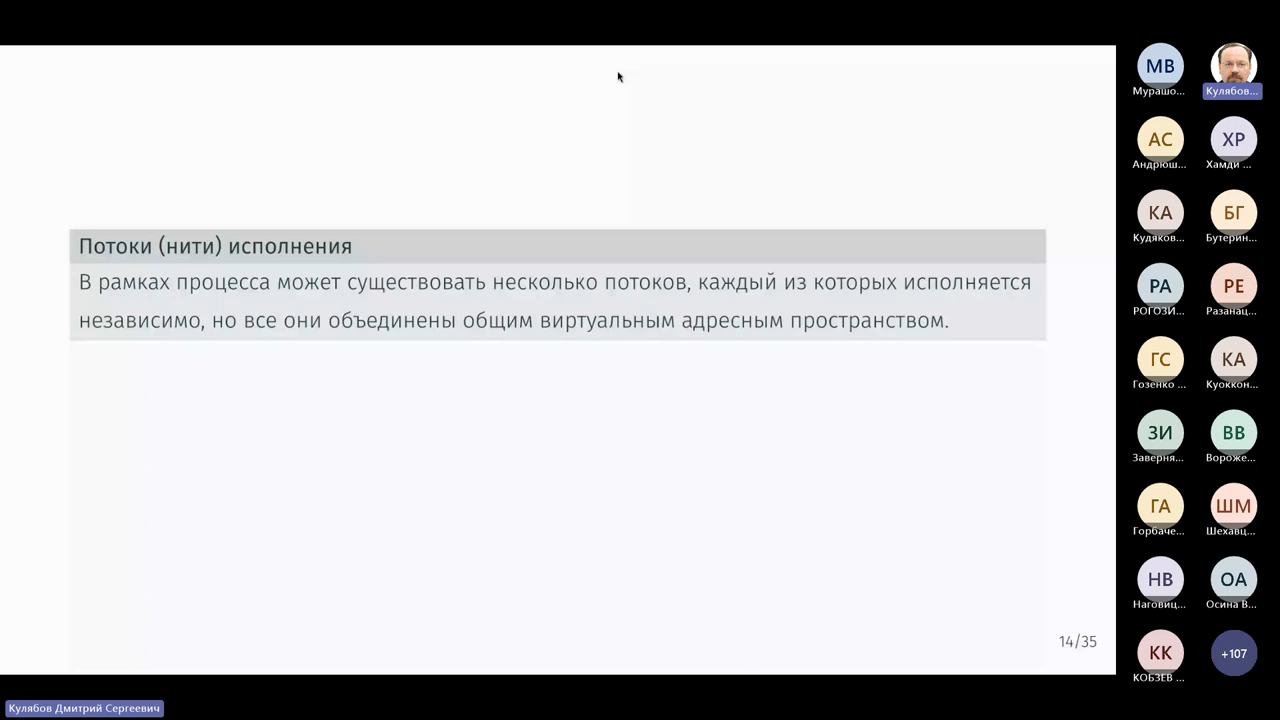 Потоки (нити) исполнения
В рамках процесса может существовать несколько потоков, каждый из которых исполняется
независимо, но все они объединены общим виртуальным адресным пространством.
14/35
МВ
Мурашо...
Кулябов...
АС
Андрюш...
ХР
Хамди ...
КА
Кудяков...
БГ
Бутерин...
РА
РОГОЗИ...
РЕ
Разанац...
ГС
Гозенко ...
КА
Куоккон...
ЗИ
Заверня...
ВВ
Вороже...
ГА
Горбаче...
ШМ
Шехавц...
НВ
Наговиц...
ОА
Осина В...
КК
КОБЗЕВ ...
+107
Кулябов Дмитрий Сергеевич